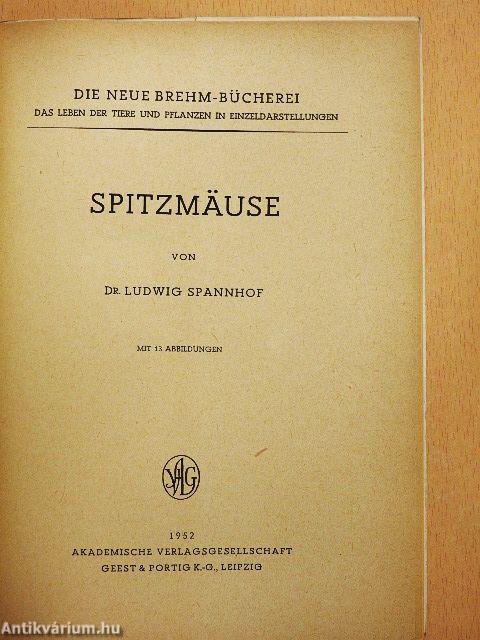 DIE NEUE BREHM-BÜCHEREI
DAS LEBEN DER TIERE UND PFLANZEN IN EINZELDARSTELLUNGEN
SPITZMÄUSE
VON
DR. LUDWIG SPANNHOF
MIT 13 ABBILDUNGEN
VAG
1952
AKADEMISCHE VERLAGSGESELLSCHAFT
GEEST & PORTIG K.-G., LEIPZIG
Antikvárium.hu